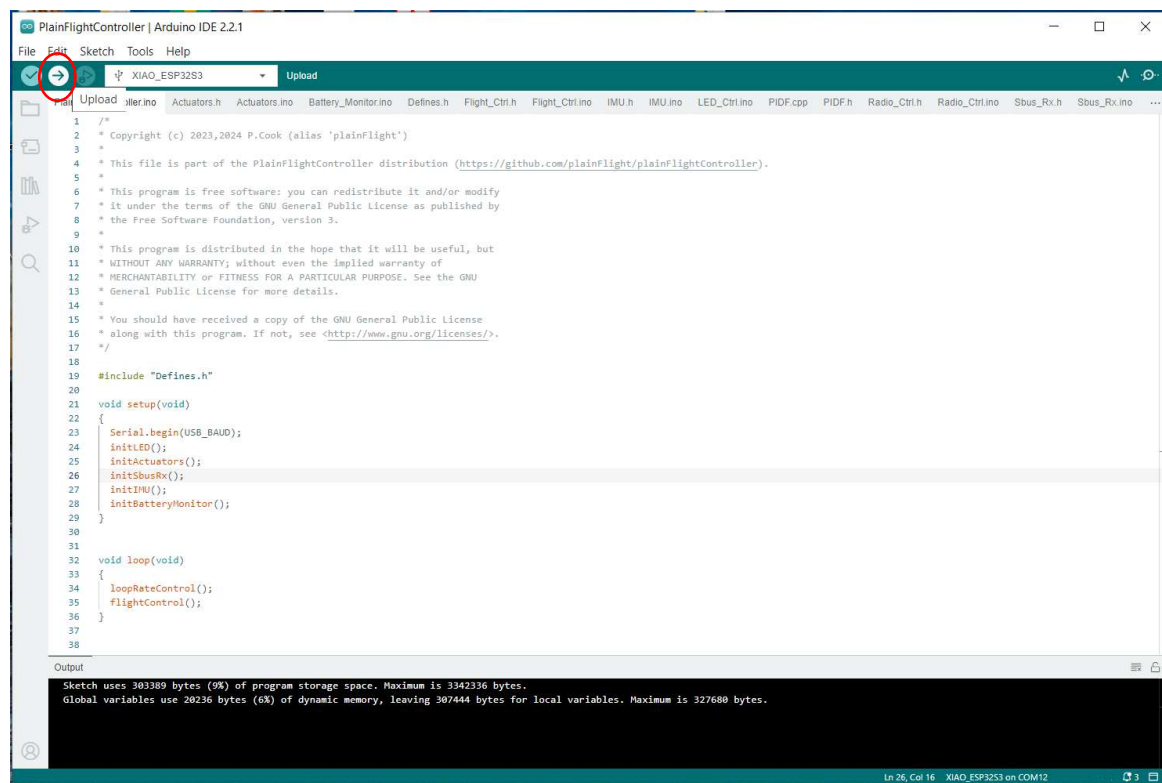 PlainFlightController | Arduino IDE 2.2.1
File Edit Sketch Tools Help
XIAO_ESP32S3 Upload
Upload
Actuators.h Actuators.ino Battery_Monitor.ino Defines.h Flight_Ctrl.h Flight_Ctrl.ino IMU.h IMU.ino LED_Ctrl.ino PIDF.cpp PIDF.h Radio_Ctrl.h Radio_Ctrl.ino Sbus_Rx.h Sbus_Rx.ino ...
1 /*
2 * Copyright (c) 2023,2024 P.Cook (alias 'plainFlight')
3 *
4 * This file is part of the PlainFlightController distribution (https://github.com/plainFlight/plainFlightController).
5 *
6 * This program is free software: you can redistribute it and/or modify
7 * it under the terms of the GNU General Public License as published by
8 * the Free Software Foundation, version 3.
9 *
10 * This program is distributed in the hope that it will be useful, but
11 * WITHOUT ANY WARRANTY; without even the implied warranty of
12 * MERCHANTABILITY or FITNESS FOR A PARTICULAR PURPOSE. See the GNU
13 * General Public License for more details.
14 *
15 * You should have received a copy of the GNU General Public License
16 * along with this program. If not, see <http://www.gnu.org/licenses/>.
17 */
18
19 #include "Defines.h"
20
21 void setup(void)
22 {
23 Serial.begin(USB_BAUD);
24 initLED();
25 initActuators();
26 initSbusRx();
27 initIMU();
28 initBatteryMonitor();
29 }
30
31
32 void loop(void)
33 {
34 loopRateControl();
35 flightControl();
36 }
37
38
Output
Sketch uses 303389 bytes (9%) of program storage space. Maximum is 3342336 bytes.
Global variables use 20236 bytes (6%) of dynamic memory, leaving 307444 bytes for local variables. Maximum is 327680 bytes.
Ln 26, Col 16 XIAO_ESP32S3 on COM12 3